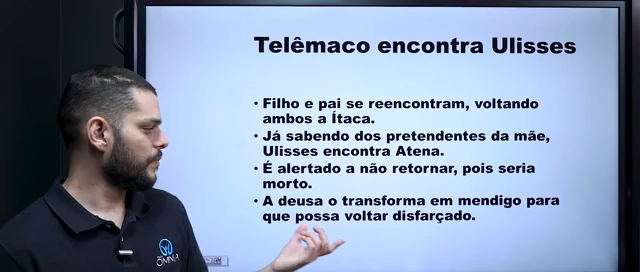 Telêmaco encontra Ulisses
• Filho e pai se reencontram, voltando
ambos a Ítaca.
• Já sabendo dos pretendentes da mãe,
Ulisses encontra Atena.
• É alertado a não retornar, pois seria
morto.
• A deusa o transforma em mendigo para
que possa voltar disfarçado.
OMNIA